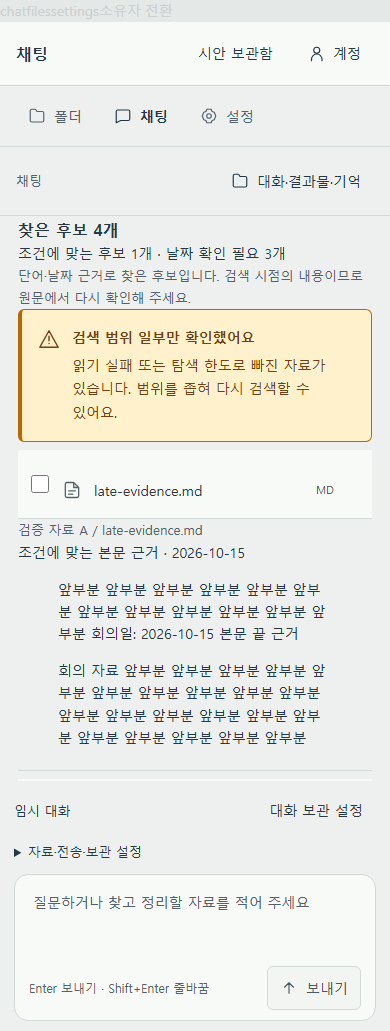 chatfilessettings소유자 전환
채팅
시안 보관함
계정
폴더
채팅
설정
채팅
대화·결과물·기억
찾은 후보 4개
조건에 맞는 후보 1개 · 날짜 확인 필요 3개
단어·날짜 근거로 찾은 후보입니다. 검색 시점의 내용이므로
원문에서 다시 확인해 주세요.
검색 범위 일부만 확인했어요
읽기 실패 또는 탐색 한도로 빠진 자료가
있습니다. 범위를 좁혀 다시 검색할 수
있어요.
late-evidence.md
MD
검증 자료 A / late-evidence.md
조건에 맞는 본문 근거 · 2026-10-15
앞부분 앞부분 앞부분 앞부분 앞부분 앞부
분 앞부분 앞부분 앞부분 앞부분 앞부분 앞
부분 회의일: 2026-10-15 본문 끝 근거
회의 자료 앞부분 앞부분 앞부분 앞부분 앞
부분 앞부분 앞부분 앞부분 앞부분 앞부분
앞부분 앞부분 앞부분 앞부분 앞부분 앞부
분 앞부분 앞부분 앞부분 앞부분 앞부분
임시 대화
대화 보관 설정
자료·전송·보관 설정
질문하거나 찾고 정리할 자료를 적어 주세요
Enter 보내기 · Shift+Enter 줄바꿈
보내기